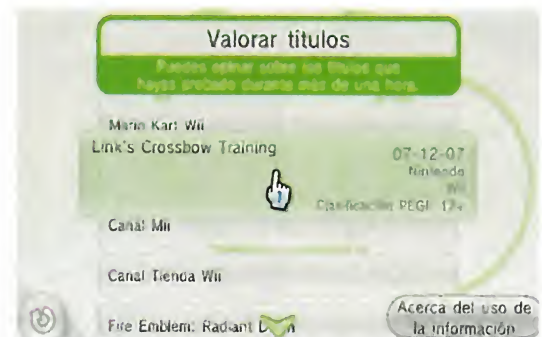 Valorar títulos
Puedes opinar sobre los títulos que
hayas probado durante más de una hora.
Mario Kart Wii
Link's Crossbow Training
07-12-07
Nintendo
Wii
Clasificación PEGI: 12+
Canal Mii
Canal Tienda Wii
Fire Emblem: Radiant Dawn
Acerca del uso de
la información